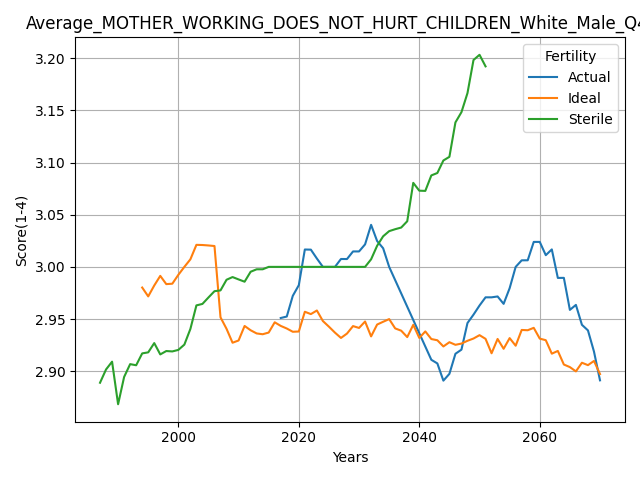 Average_MOTHER_WORKING_DOES_NOT_HURT_CHILDREN_White_Male_Q4
3.20
3.15
3.10
3.05
3.00
2.95
2.90
Score(1-4)
Fertility
Actual
Ideal
Sterile
2000
2020
2040
2060
Years